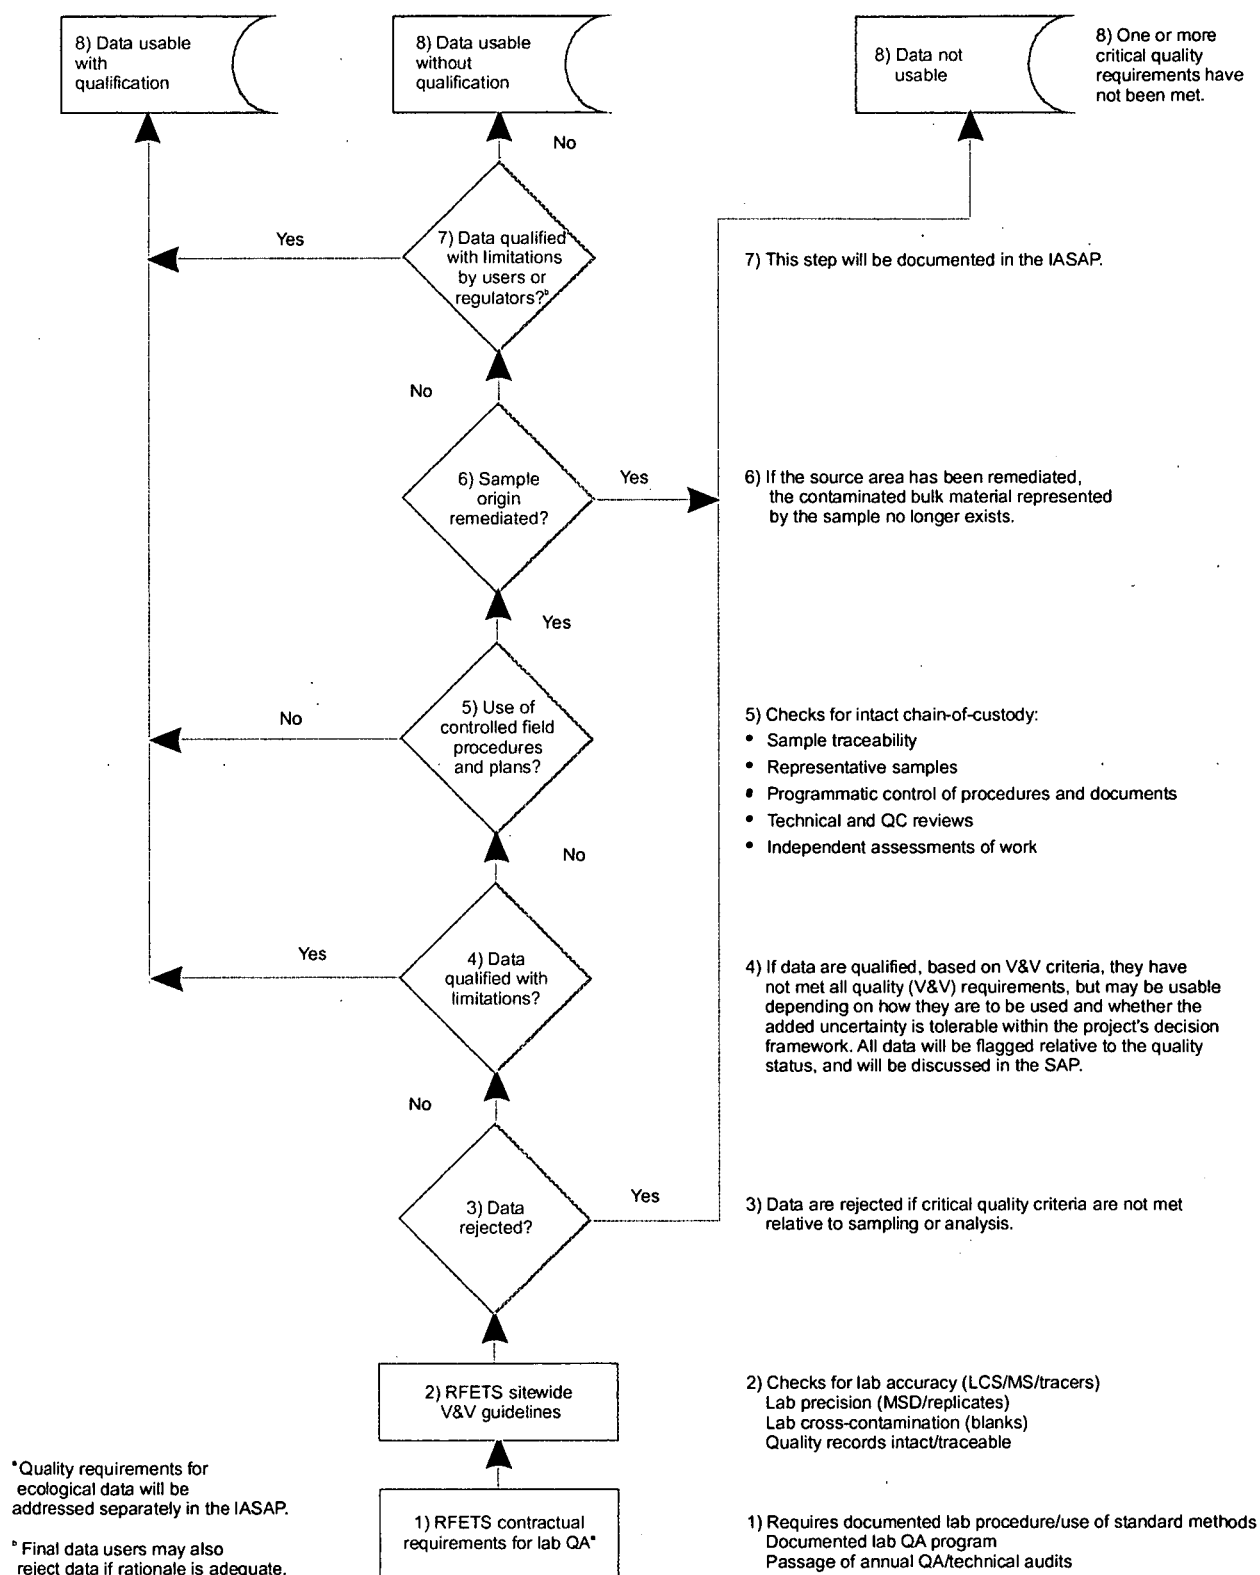 8) Data usable
with
qualification
8) Data usable
without
qualification
8) Data not
usable
8) One or more
critical quality
requirements have
not been met.
No
Yes
7) Data qualified
with limitations
by users or
regulators?ᵇ
7) This step will be documented in the IASAP.
No
6) Sample
origin
remediated?
Yes
6) If the source area has been remediated,
the contaminated bulk material represented
by the sample no longer exists.
Yes
No
5) Use of
controlled field
procedures
and plans?
5) Checks for intact chain-of-custody:
• Sample traceability
• Representative samples
• Programmatic control of procedures and documents
• Technical and QC reviews
• Independent assessments of work
No
Yes
4) Data
qualified with
limitations?
4) If data are qualified, based on V&V criteria, they have
not met all quality (V&V) requirements, but may be usable
depending on how they are to be used and whether the
added uncertainty is tolerable within the project's decision
framework. All data will be flagged relative to the quality
status, and will be discussed in the SAP.
No
3) Data
rejected?
Yes
3) Data are rejected if critical quality criteria are not met
relative to sampling or analysis.
2) RFETS sitewide
V&V guidelines
2) Checks for lab accuracy (LCS/MS/tracers)
Lab precision (MSD/replicates)
Lab cross-contamination (blanks)
Quality records intact/traceable
ᵃQuality requirements for
ecological data will be
addressed separately in the IASAP.
1) RFETS contractual
requirements for lab QAᵃ
1) Requires documented lab procedure/use of standard methods
Documented lab QA program
Passage of annual QA/technical audits
ᵇ Final data users may also
reject data if rationale is adequate.